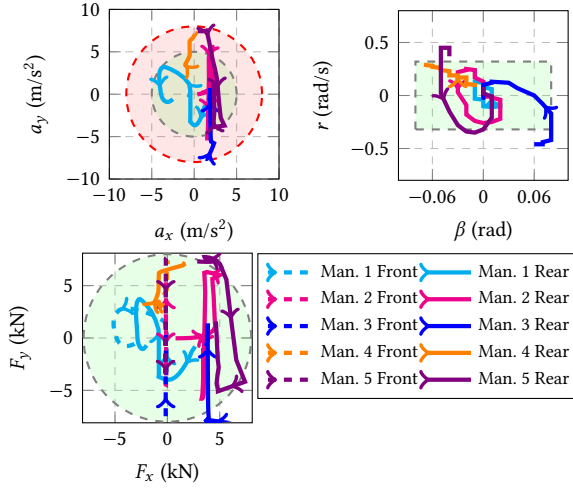 10
5
0
−5
−10
−10 −5 0 5 10
a_y (m/s²)
a_x (m/s²)
0.5
0
−0.5
−0.06 0 0.06
r (rad/s)
β (rad)
5
0
−5
−5 0 5
F_y (kN)
F_x (kN)
Man. 1 Front Man. 1 Rear
Man. 2 Front Man. 2 Rear
Man. 3 Front Man. 3 Rear
Man. 4 Front Man. 4 Rear
Man. 5 Front Man. 5 Rear